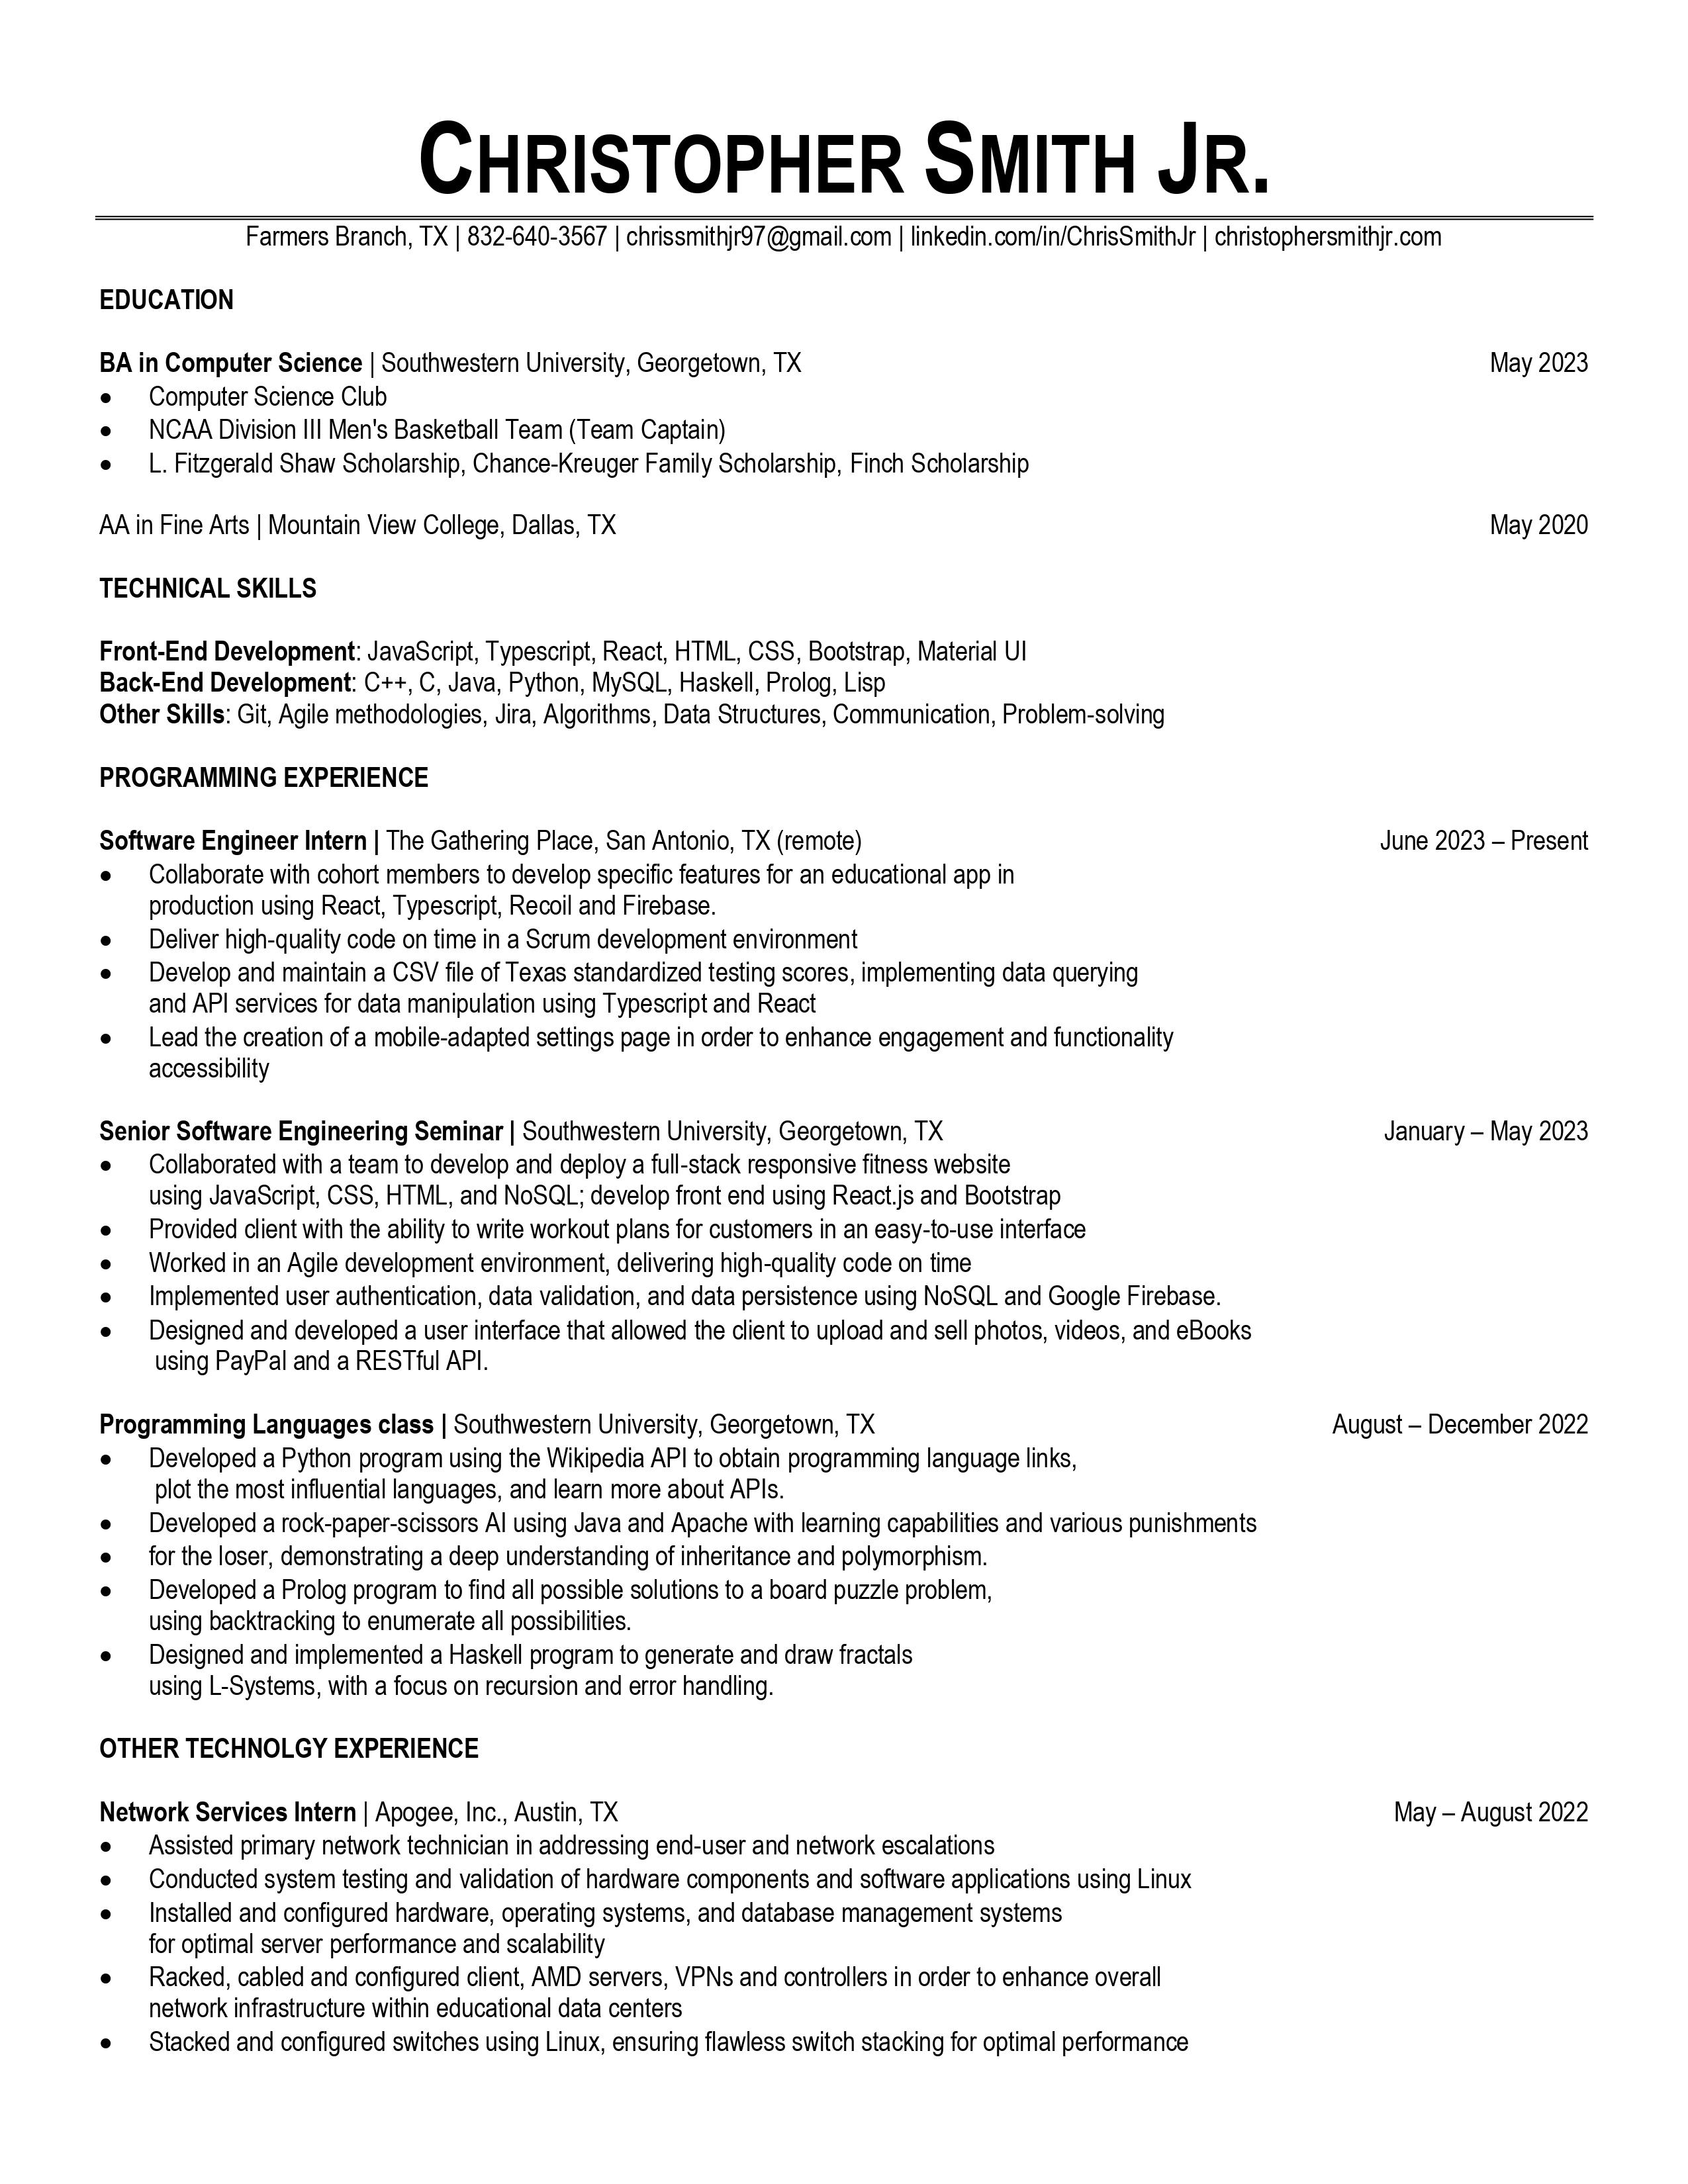 CHRISTOPHER SMITH JR.
Farmers Branch, TX | 832-640-3567 | chrissmithjr97@gmail.com | linkedin.com/in/ChrisSmithJr | christophersmithjr.com
EDUCATION
BA in Computer Science | Southwestern University, Georgetown, TX May 2023
• Computer Science Club
• NCAA Division III Men's Basketball Team (Team Captain)
• L. Fitzgerald Shaw Scholarship, Chance-Kreuger Family Scholarship, Finch Scholarship
AA in Fine Arts | Mountain View College, Dallas, TX May 2020
TECHNICAL SKILLS
Front-End Development: JavaScript, Typescript, React, HTML, CSS, Bootstrap, Material UI
Back-End Development: C++, C, Java, Python, MySQL, Haskell, Prolog, Lisp
Other Skills: Git, Agile methodologies, Jira, Algorithms, Data Structures, Communication, Problem-solving
PROGRAMMING EXPERIENCE
Software Engineer Intern | The Gathering Place, San Antonio, TX (remote) June 2023 – Present
• Collaborate with cohort members to develop specific features for an educational app in
production using React, Typescript, Recoil and Firebase.
• Deliver high-quality code on time in a Scrum development environment
• Develop and maintain a CSV file of Texas standardized testing scores, implementing data querying
and API services for data manipulation using Typescript and React
• Lead the creation of a mobile-adapted settings page in order to enhance engagement and functionality
accessibility
Senior Software Engineering Seminar | Southwestern University, Georgetown, TX January – May 2023
• Collaborated with a team to develop and deploy a full-stack responsive fitness website
using JavaScript, CSS, HTML, and NoSQL; develop front end using React.js and Bootstrap
• Provided client with the ability to write workout plans for customers in an easy-to-use interface
• Worked in an Agile development environment, delivering high-quality code on time
• Implemented user authentication, data validation, and data persistence using NoSQL and Google Firebase.
• Designed and developed a user interface that allowed the client to upload and sell photos, videos, and eBooks
using PayPal and a RESTful API.
Programming Languages class | Southwestern University, Georgetown, TX August – December 2022
• Developed a Python program using the Wikipedia API to obtain programming language links,
plot the most influential languages, and learn more about APIs.
• Developed a rock-paper-scissors AI using Java and Apache with learning capabilities and various punishments
• for the loser, demonstrating a deep understanding of inheritance and polymorphism.
• Developed a Prolog program to find all possible solutions to a board puzzle problem,
using backtracking to enumerate all possibilities.
• Designed and implemented a Haskell program to generate and draw fractals
using L-Systems, with a focus on recursion and error handling.
OTHER TECHNOLGY EXPERIENCE
Network Services Intern | Apogee, Inc., Austin, TX May – August 2022
• Assisted primary network technician in addressing end-user and network escalations
• Conducted system testing and validation of hardware components and software applications using Linux
• Installed and configured hardware, operating systems, and database management systems
for optimal server performance and scalability
• Racked, cabled and configured client, AMD servers, VPNs and controllers in order to enhance overall
network infrastructure within educational data centers
• Stacked and configured switches using Linux, ensuring flawless switch stacking for optimal performance